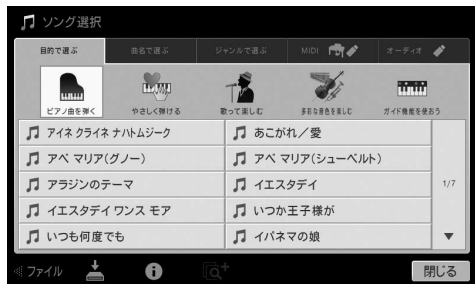 ソング選択
目的で選ぶ
曲名で選ぶ
ジャンルで選ぶ
MIDI
オーディオ
ピアノ曲を弾く
やさしく弾ける
歌って楽しむ
多彩な音色を楽しむ
ガイド機能を使おう
アイネ クライネ ナハトムジーク
あこがれ／愛
アベ マリア(グノー)
アベ マリア(シューベルト)
アラジンのテーマ
イエスタデイ
1/7
イエスタデイ ワンス モア
いつか王子様が
いつも何度でも
イパネマの娘
ファイル
閉じる